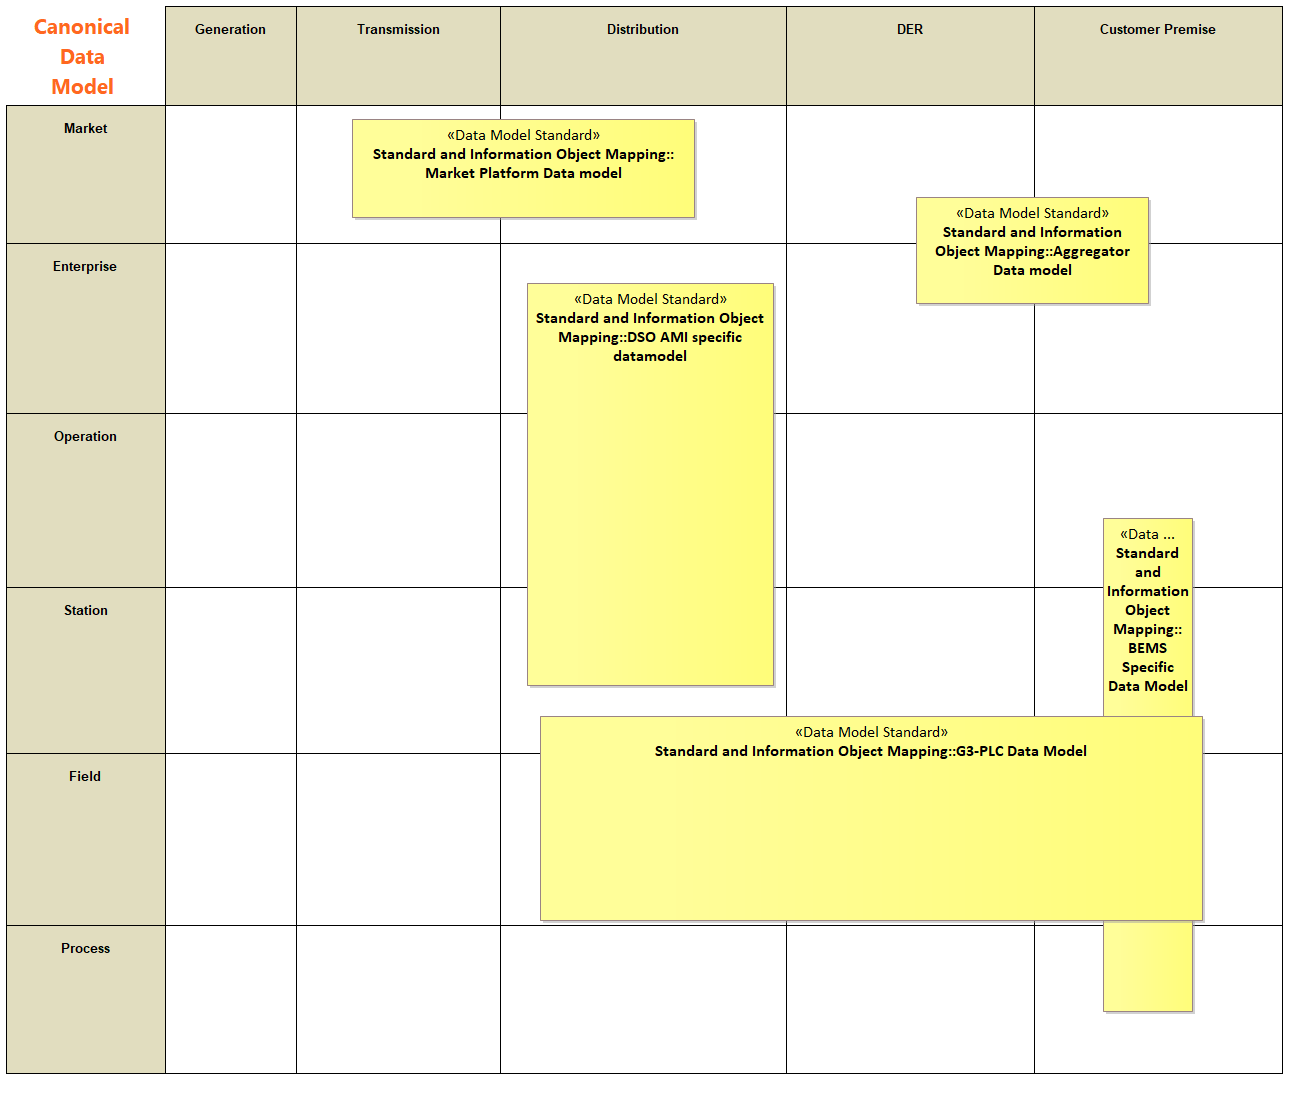 Canonical
Data
Model
Generation
Transmission
Distribution
DER
Customer Premise
Market
«Data Model Standard»
Standard and Information Object Mapping::
Market Platform Data model
«Data Model Standard»
Standard and Information
Object Mapping::Aggregator
Data model
Enterprise
«Data Model Standard»
Standard and Information Object
Mapping::DSO AMI specific
datamodel
Operation
«Data ...
Standard
and
Information
Object
Mapping::
BEMS
Specific
Data Model
Station
«Data Model Standard»
Standard and Information Object Mapping::G3-PLC Data Model
Field
Process